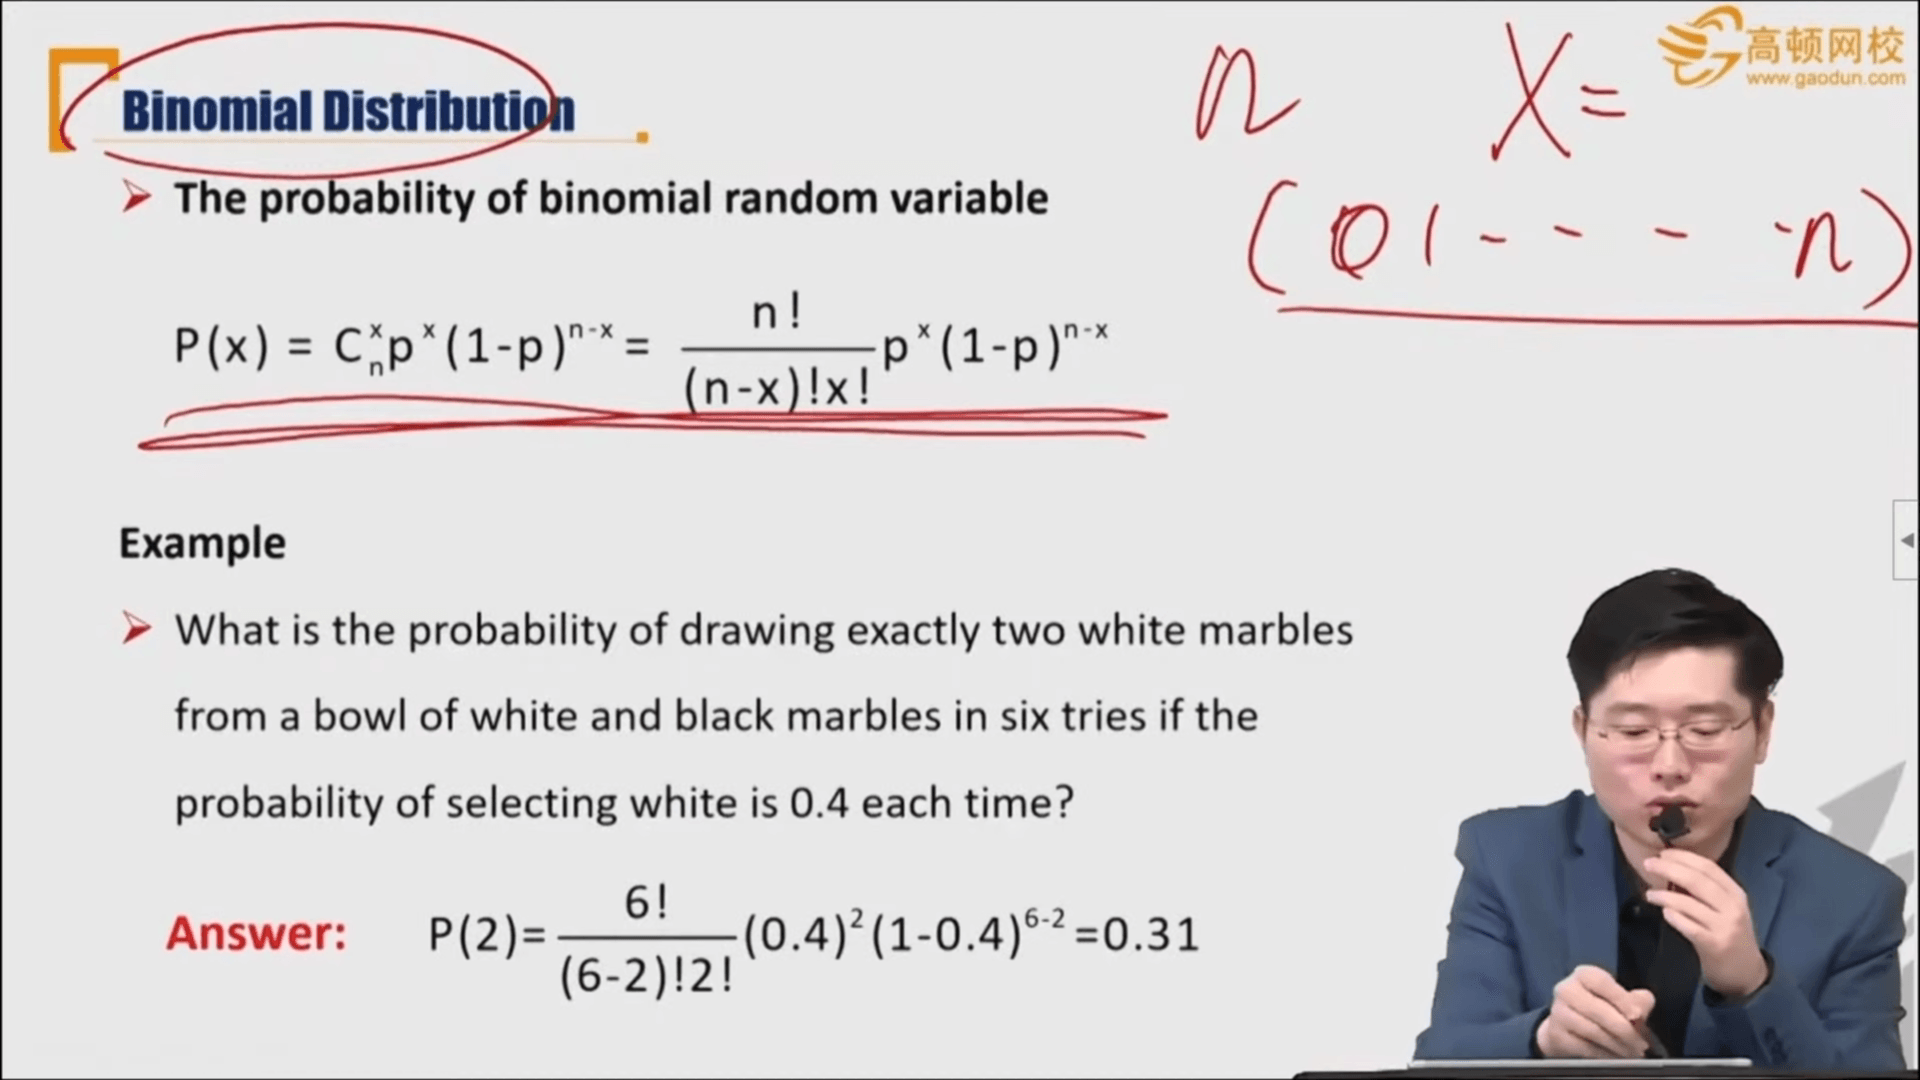 Binomial Distribution
n X=
高顿网校
www.gaodun.com
(0 1 - - - ·n)
➤ The probability of binomial random variable
P(x) = Cₙˣpˣ(1-p)ⁿ⁻ˣ = n! / (n-x)!x! pˣ(1-p)ⁿ⁻ˣ
Example
➤ What is the probability of drawing exactly two white marbles
from a bowl of white and black marbles in six tries if the
probability of selecting white is 0.4 each time?
Answer: P(2)= 6! / (6-2)!2! (0.4)²(1-0.4)⁶⁻²=0.31